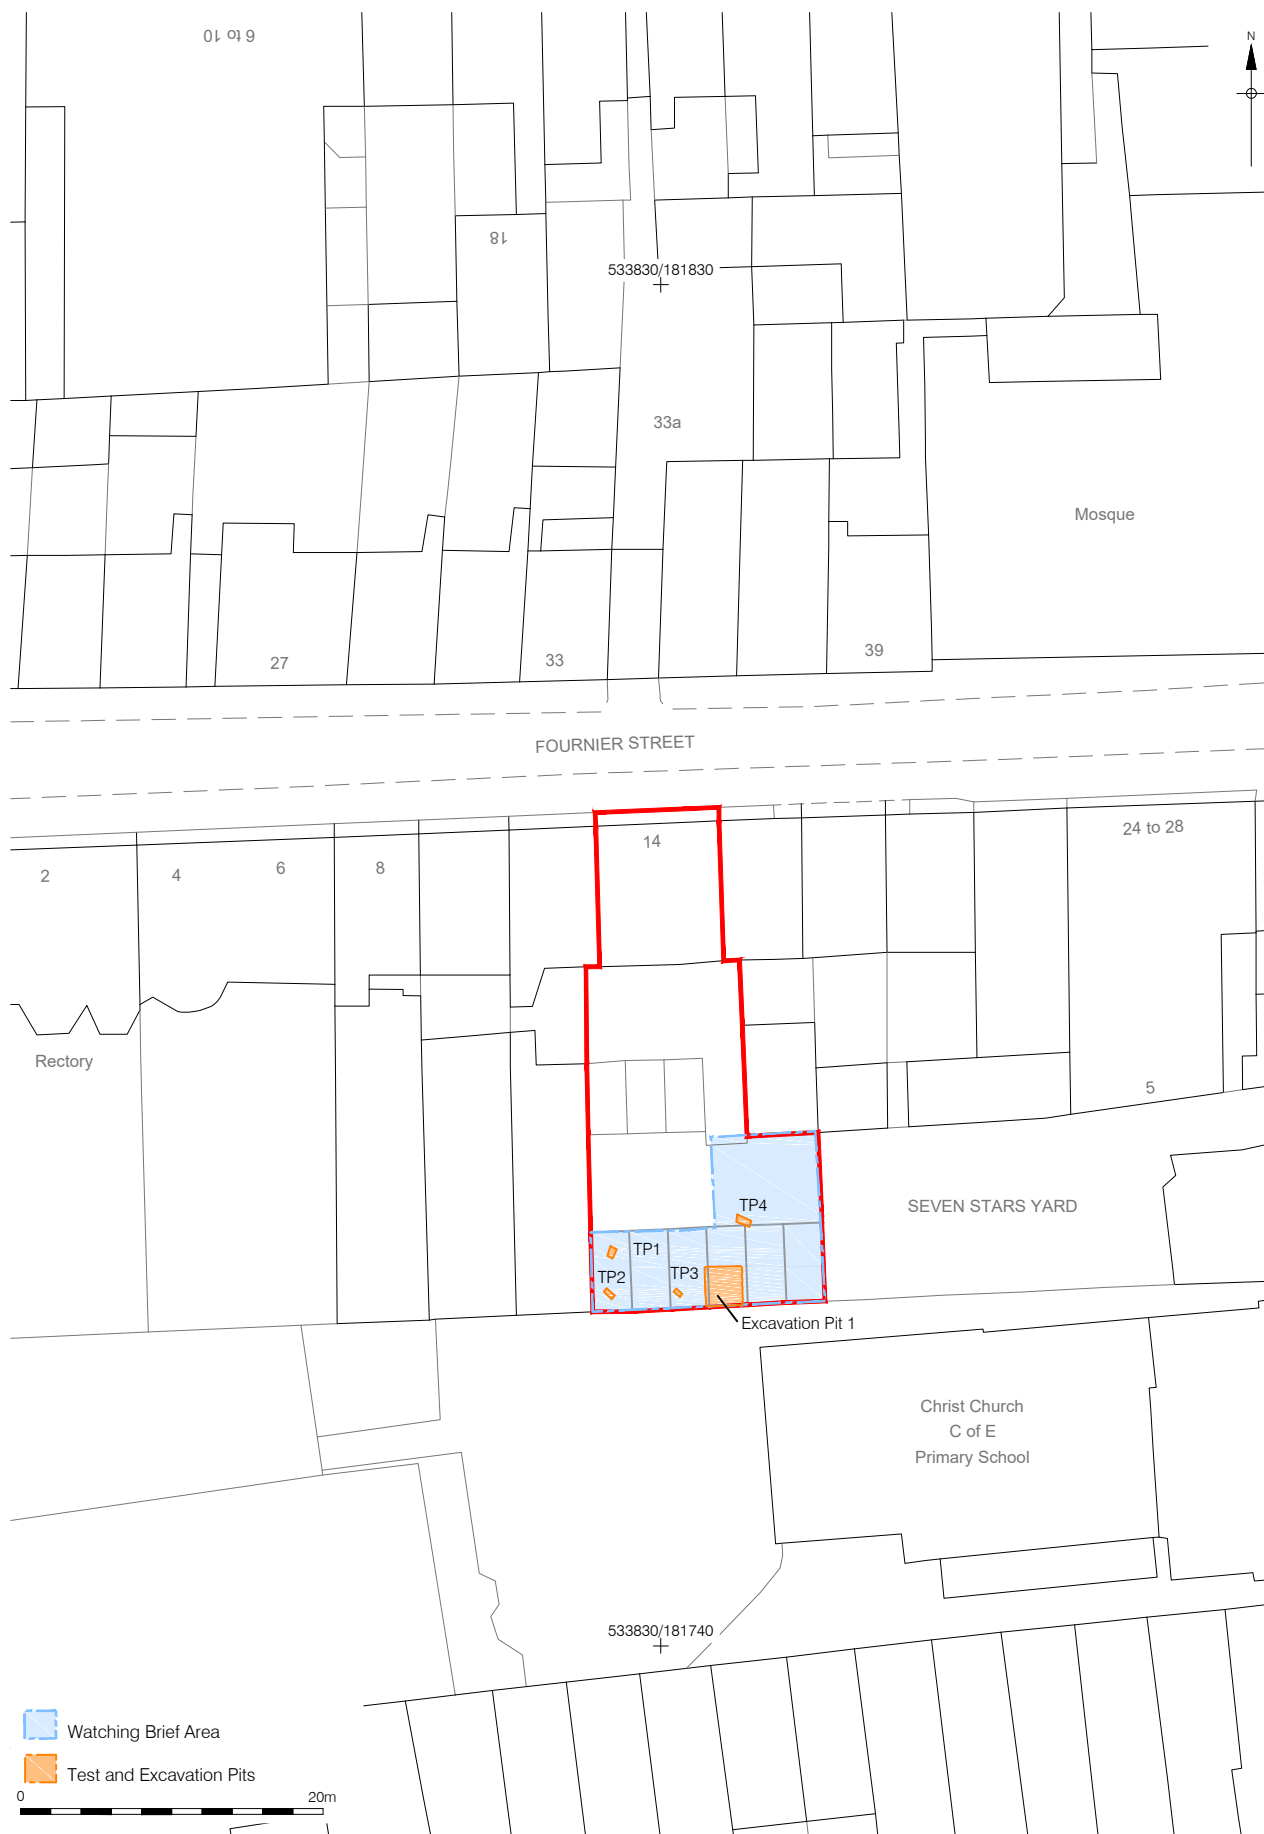 6 to 10
N
18
533830/181830
33a
Mosque
27
33
39
FOURNIER STREET
14
24 to 28
2
4
6
8
Rectory
5
TP4
SEVEN STARS YARD
TP1
TP2
TP3
Excavation Pit 1
Christ Church
C of E
Primary School
533830/181740
Watching Brief Area
Test and Excavation Pits
0
20m